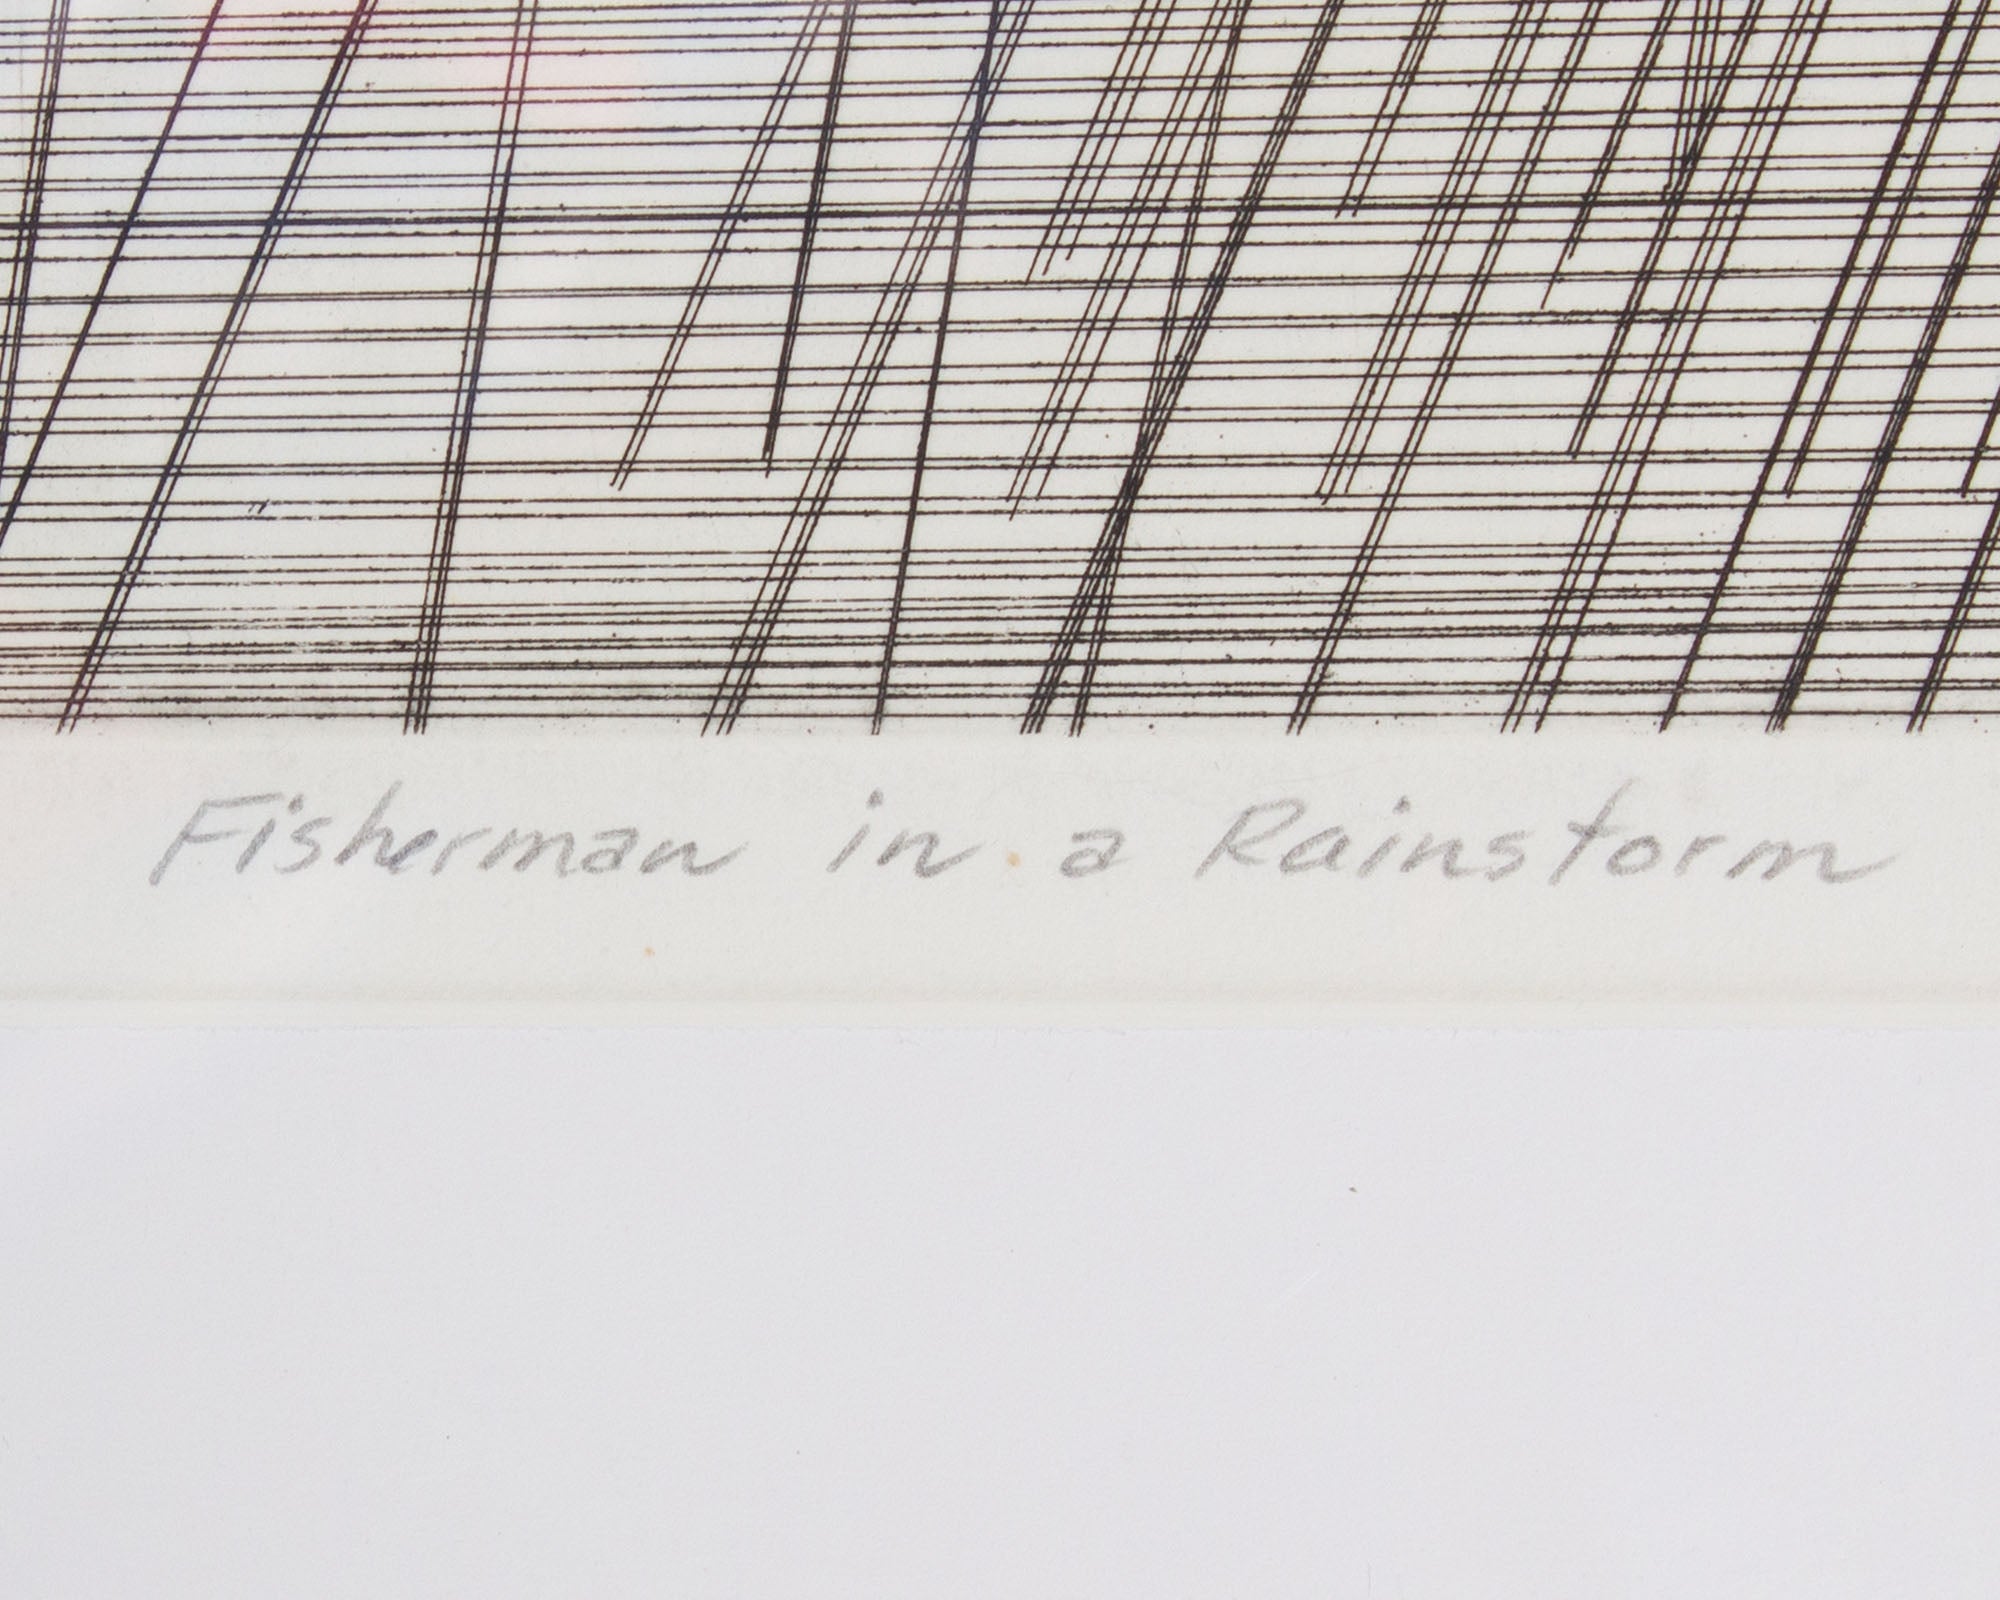 Fisherman in a Rainstorm